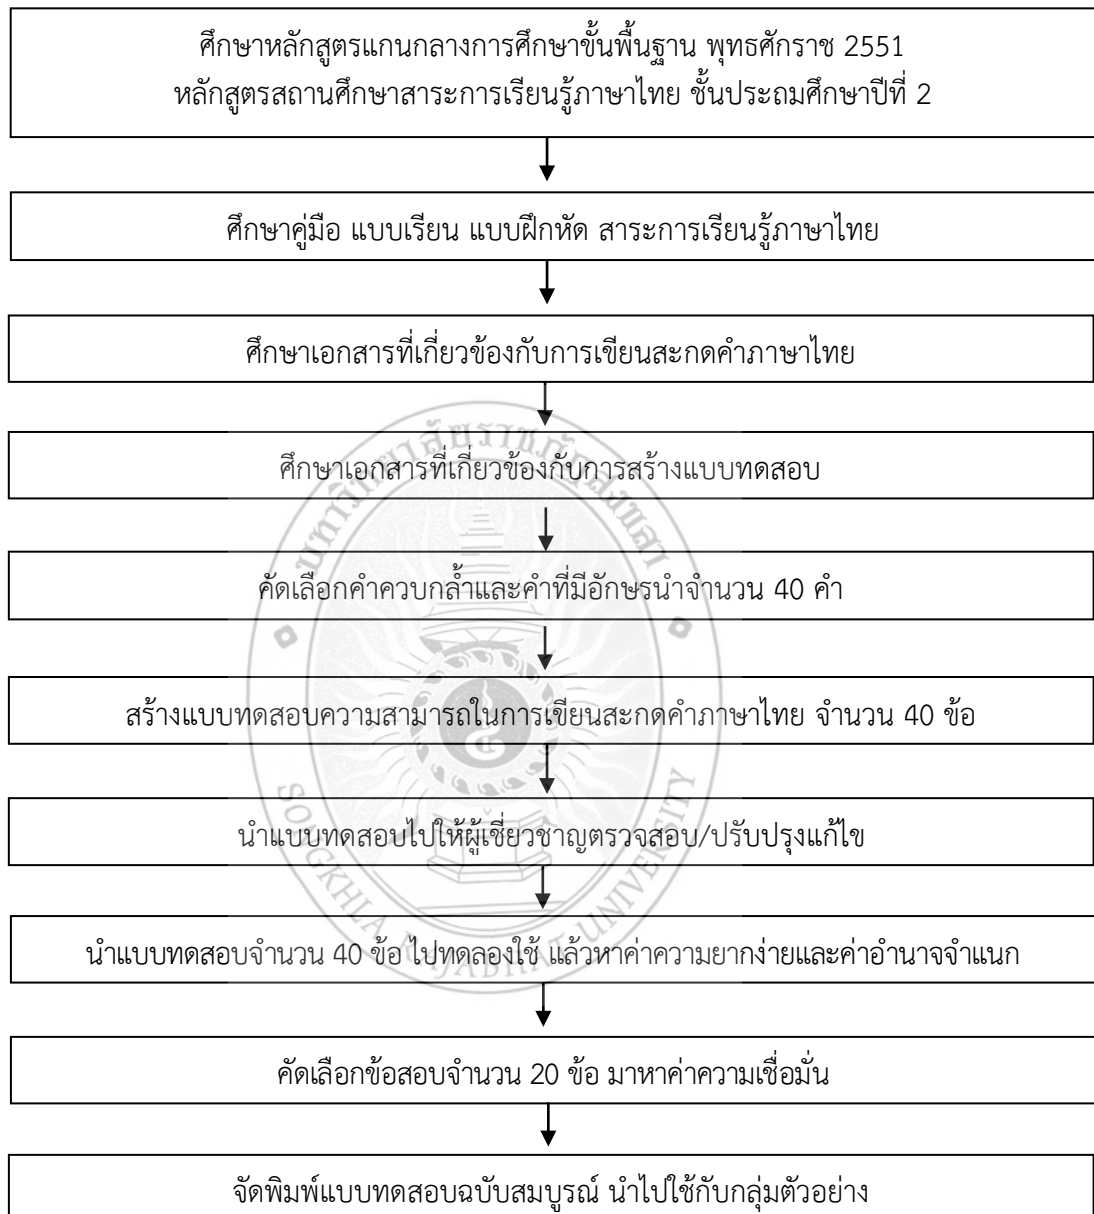 ศึกษาหลักสูตรแกนกลางการศึกษาขั้นพื้นฐาน พุทธศักราช 2551
หลักสูตรสถานศึกษาสาระการเรียนรู้ภาษาไทย ชั้นประถมศึกษาปีที่ 2
ศึกษาคู่มือ แบบเรียน แบบฝึกหัด สาระการเรียนรู้ภาษาไทย
ศึกษาเอกสารที่เกี่ยวข้องกับการเขียนสะกดคำภาษาไทย
มหาวิทยาลัยราชภัฏสงขลา
ศึกษาเอกสารที่เกี่ยวข้องกับการสร้างแบบทดสอบ
คัดเลือกคำควบกล้ำและคำที่มีอักษรนำจำนวน 40 คำ
สร้างแบบทดสอบความสามารถในการเขียนสะกดคำภาษาไทย จำนวน 40 ข้อ
นำแบบทดสอบไปให้ผู้เชี่ยวชาญตรวจสอบ/ปรับปรุงแก้ไข
SONGKHLA RAJABHAT UNIVERSITY
นำแบบทดสอบจำนวน 40 ข้อ ไปทดลองใช้ แล้วหาค่าความยากง่ายและค่าอำนาจจำแนก
คัดเลือกข้อสอบจำนวน 20 ข้อ มาหาค่าความเชื่อมั่น
จัดพิมพ์แบบทดสอบฉบับสมบูรณ์ นำไปใช้กับกลุ่มตัวอย่าง